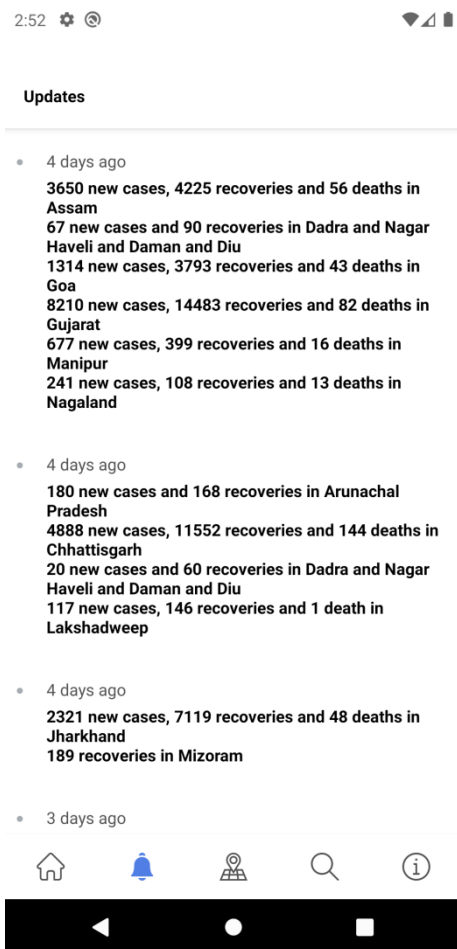 2:52
Updates
4 days ago
3650 new cases, 4225 recoveries and 56 deaths in
Assam
67 new cases and 90 recoveries in Dadra and Nagar
Haveli and Daman and Diu
1314 new cases, 3793 recoveries and 43 deaths in
Goa
8210 new cases, 14483 recoveries and 82 deaths in
Gujarat
677 new cases, 399 recoveries and 16 deaths in
Manipur
241 new cases, 108 recoveries and 13 deaths in
Nagaland
4 days ago
180 new cases and 168 recoveries in Arunachal
Pradesh
4888 new cases, 11552 recoveries and 144 deaths in
Chhattisgarh
20 new cases and 60 recoveries in Dadra and Nagar
Haveli and Daman and Diu
117 new cases, 146 recoveries and 1 death in
Lakshadweep
4 days ago
2321 new cases, 7119 recoveries and 48 deaths in
Jharkhand
189 recoveries in Mizoram
3 days ago